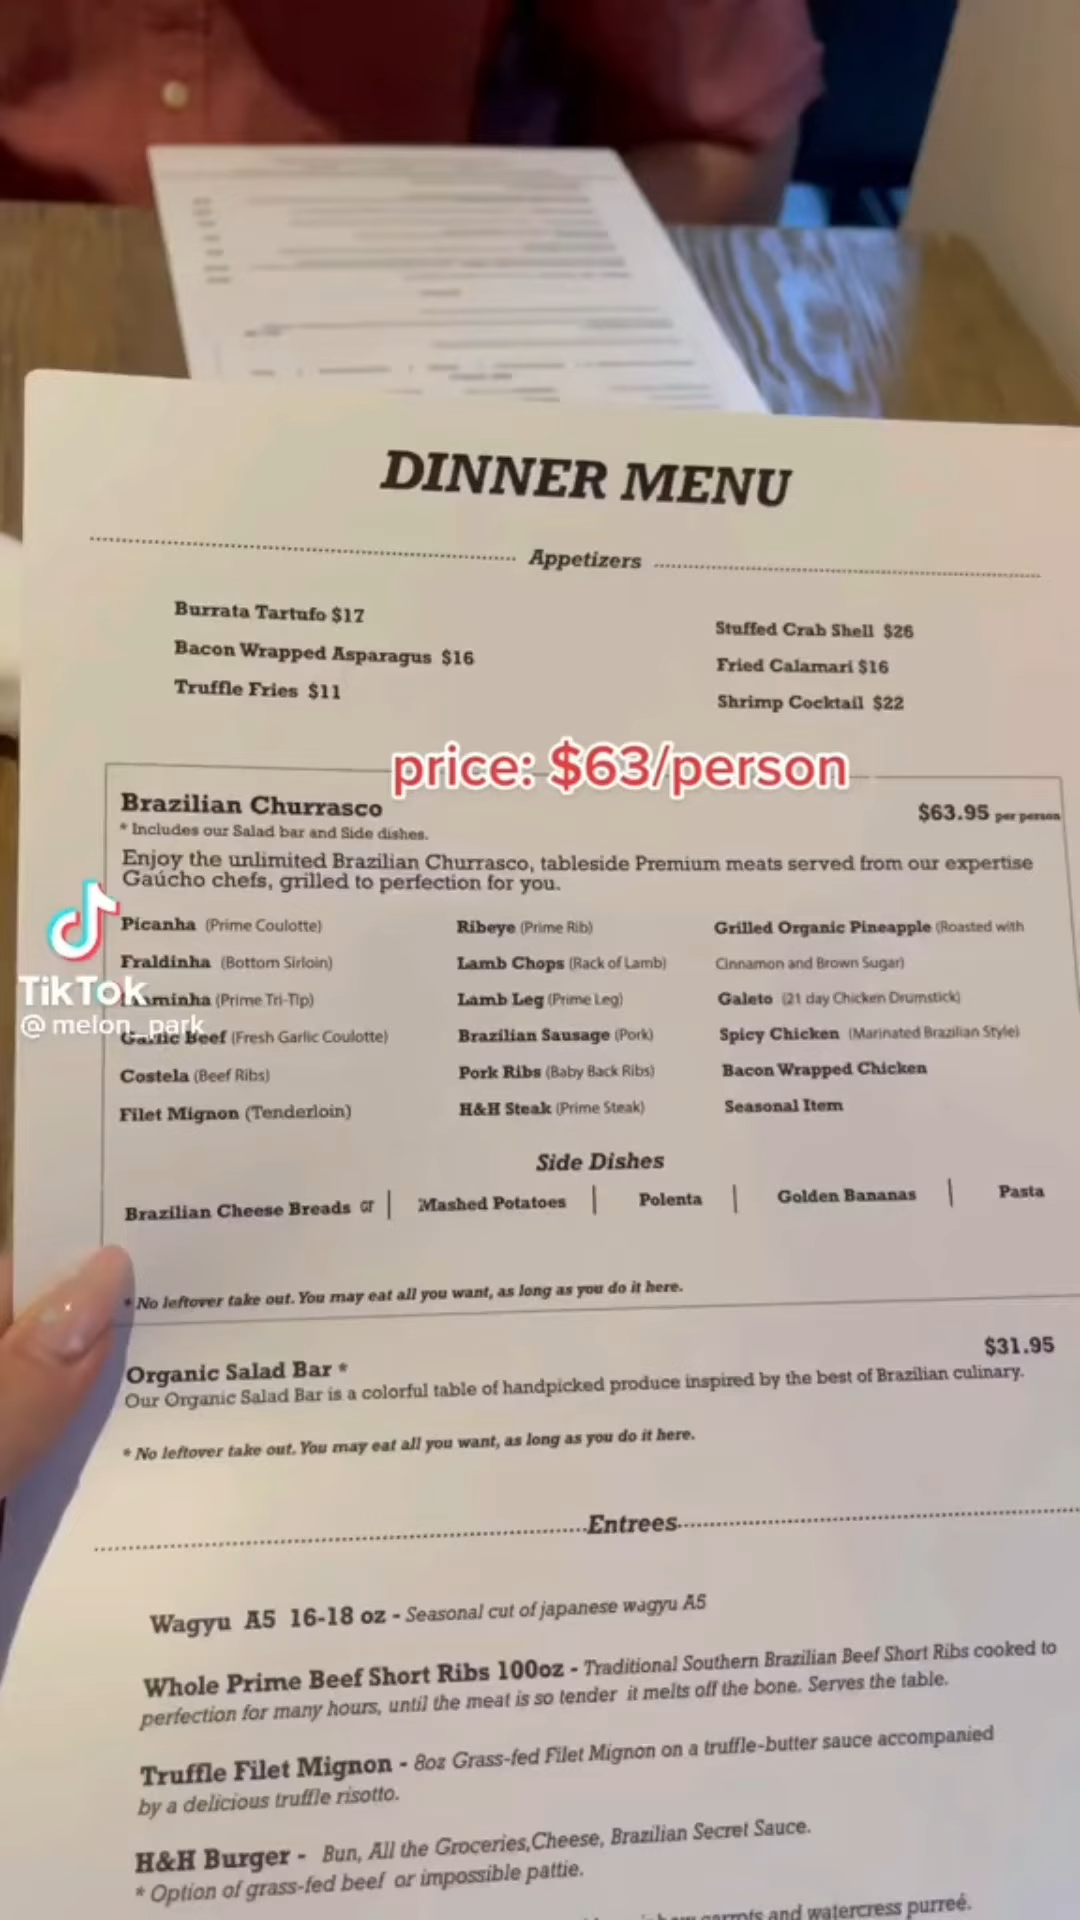 DINNER MENU
Appetizers
Burrata Tartufo $17
Bacon Wrapped Asparagus $16
Truffle Fries $11
Stuffed Crab Shell $26
Fried Calamari $16
Shrimp Cocktail $22
price: $63/person
Brazilian Churrasco
$63.95 per person
* Includes our Salad bar and Side dishes.
Enjoy the unlimited Brazilian Churrasco, tableside Premium meats served from our expertise
Gaúcho chefs, grilled to perfection for you.
Picanha (Prime Coulotte)
Fraldinha (Bottom Sirloin)
(Prime Tri-Tip)
Garlic Beef (Fresh Garlic Coulotte)
Costela (Beef Ribs)
Filet Mignon (Tenderloin)
Ribeye (Prime Rib)
Lamb Chops (Rack of Lamb)
Lamb Leg (Prime Leg)
Brazilian Sausage (Pork)
Pork Ribs (Baby Back Ribs)
H&H Steak (Prime Steak)
Grilled Organic Pineapple (Roasted with
Cinnamon and Brown Sugar)
Galeto (21 day Chicken Drumstick)
Spicy Chicken (Marinated Brazilian Style)
Bacon Wrapped Chicken
Seasonal Item
TikTok
@melon_park
Side Dishes
Brazilian Cheese Breads GF | Mashed Potatoes | Polenta | Golden Bananas | Pasta
* No leftover take out. You may eat all you want, as long as you do it here.
Organic Salad Bar *
$31.95
Our Organic Salad Bar is a colorful table of handpicked produce inspired by the best of Brazilian culinary.
* No leftover take out. You may eat all you want, as long as you do it here.
Entrees
Wagyu A5 16-18 oz - Seasonal cut of japanese wagyu A5
Whole Prime Beef Short Ribs 100oz - Traditional Southern Brazilian Beef Short Ribs cooked to
perfection for many hours, until the meat is so tender it melts off the bone. Serves the table.
Truffle Filet Mignon - 8oz Grass-fed Filet Mignon on a truffle-butter sauce accompanied
by a delicious truffle risotto.
H&H Burger - Bun, All the Groceries,Cheese, Brazilian Secret Sauce.
* Option of grass-fed beef or impossible pattie.
carrots and watercress pureé.